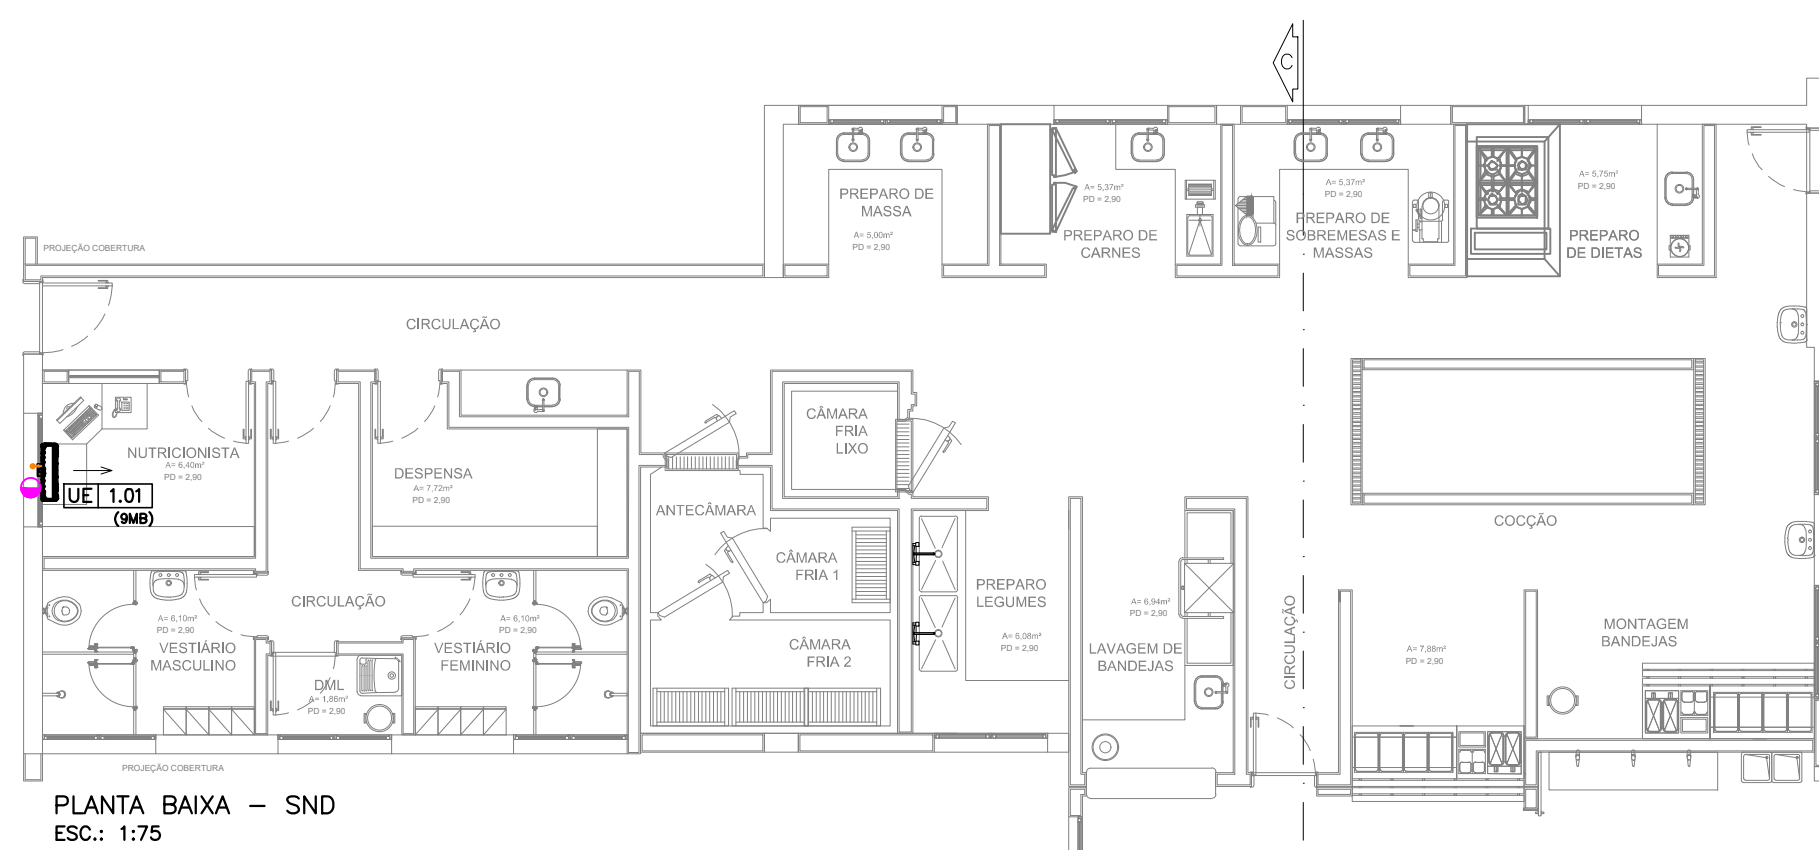 C
PREPARO DE
MASSA
A= 5,00m²
PD = 2,90
A= 5,37m²
PD = 2,90
PREPARO DE
CARNES
A= 5,37m²
PD = 2,90
PREPARO DE
SOBREMESAS E
MASSAS
A= 5,75m²
PD = 2,90
PREPARO
DE DIETAS
PROJEÇÃO COBERTURA
CIRCULAÇÃO
NUTRICIONISTA
A= 6,40m²
PD = 2,90
UE 1.01
(9MB)
DESPENSA
A= 7,72m²
PD = 2,90
CÂMARA
FRIA
LIXO
ANTECÂMARA
CÂMARA
FRIA 1
CÂMARA
FRIA 2
PREPARO
LEGUMES
A= 6,08m²
PD = 2,90
COCÇÃO
CIRCULAÇÃO
A= 6,10m²
PD = 2,90
VESTIÁRIO
MASCULINO
A= 6,10m²
PD = 2,90
VESTIÁRIO
FEMININO
DML
A= 1,86m²
PD = 2,90
A= 6,94m²
PD = 2,90
LAVAGEM DE
BANDEJAS
CIRCULAÇÃO
A= 7,88m²
PD = 2,90
MONTAGEM
BANDEJAS
PROJEÇÃO COBERTURA
PLANTA BAIXA – SND
ESC.: 1:75